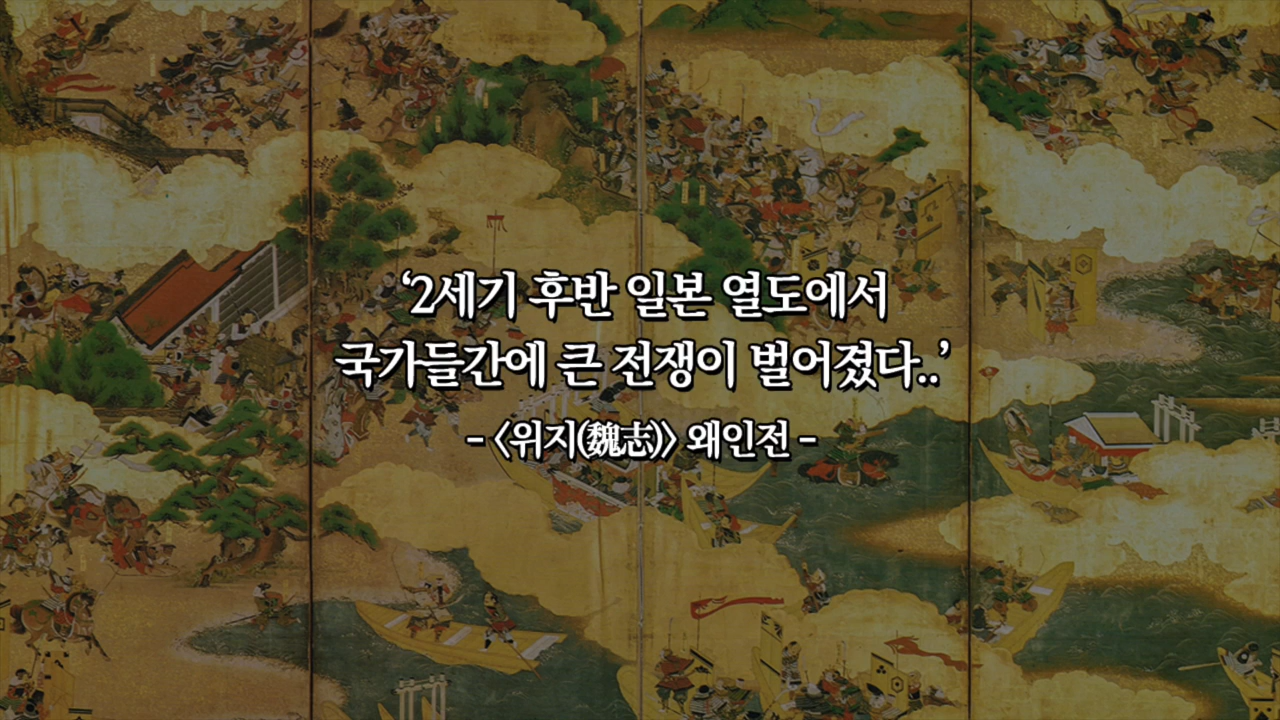 ‘2세기 후반 일본 열도에서
국가들간에 큰 전쟁이 벌어졌다..’
- <위지(魏志)> 왜인전 -